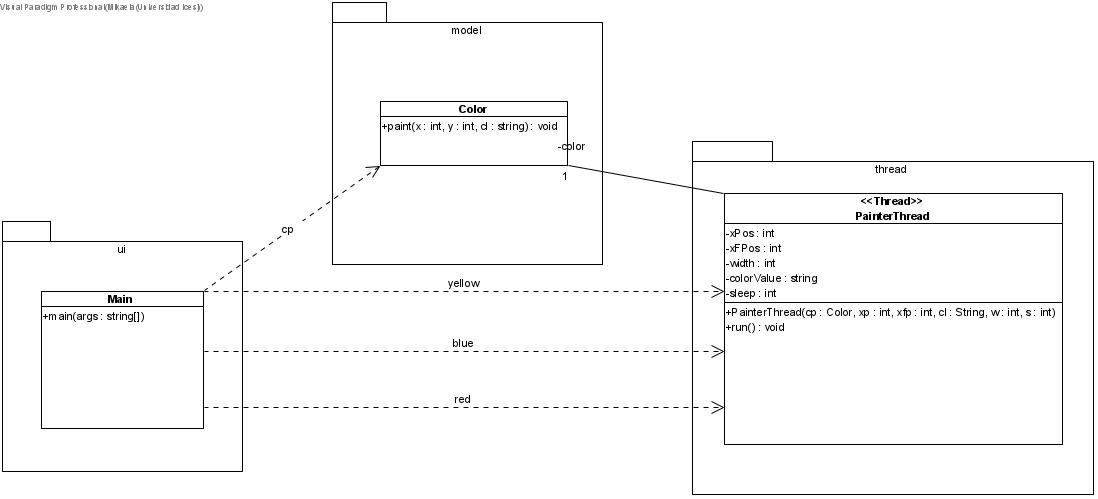 Visual Paradigm Professional(Mikaela(Universidad Icesi))
model
Color
+paint(x : int, y : int, cl : string) : void
-color
1
cp
thread
<<Thread>>
PainterThread
-xPos : int
-xFPos : int
-width : int
-colorValue : string
-sleep : int
+PainterThread(cp : Color, xp : int, xfp : int, cl : String, w : int, s : int)
+run() : void
ui
Main
+main(args : string[])
yellow
blue
red